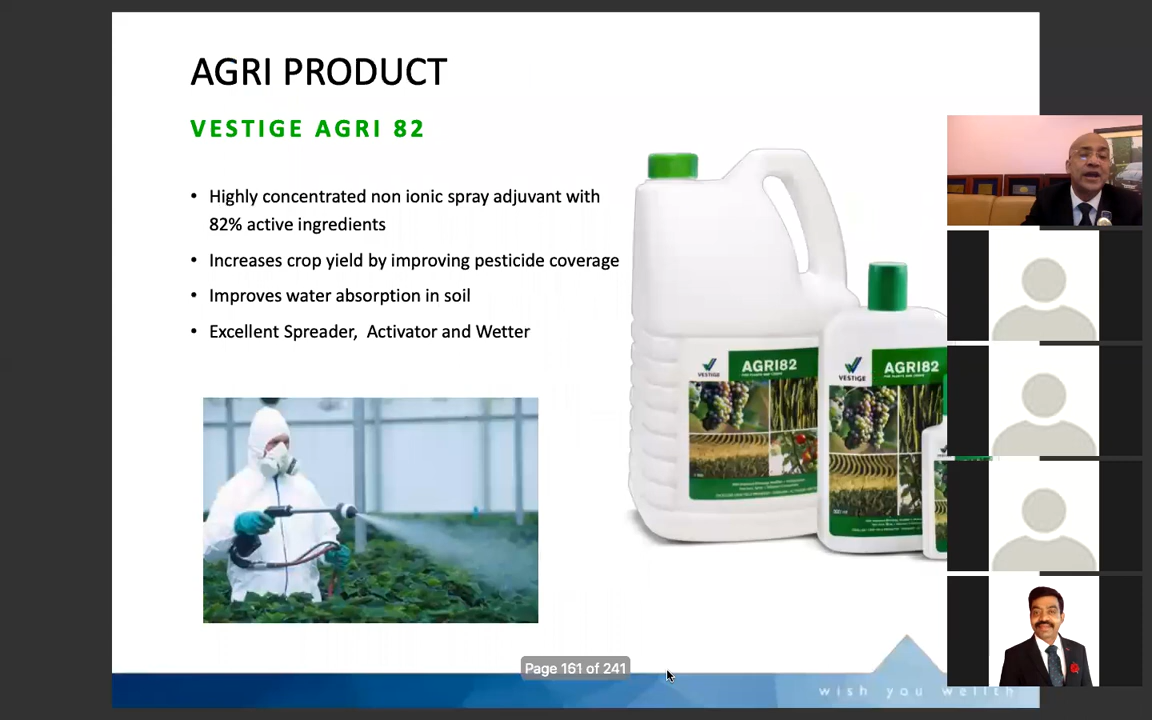 AGRI PRODUCT
VESTIGE AGRI 82
• Highly concentrated non ionic spray adjuvant with
82% active ingredients
• Increases crop yield by improving pesticide coverage
• Improves water absorption in soil
• Excellent Spreader, Activator and Wetter
VESTIGE
AGRI82
VESTIGE
AGRI82
Page 161 of 241
wish you wellth